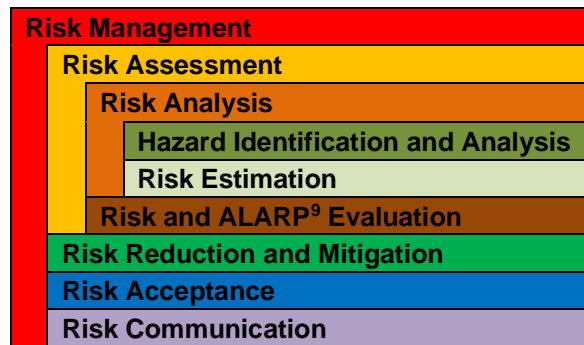 Risk Management
Risk Assessment
Risk Analysis
Hazard Identification and Analysis
Risk Estimation
Risk and ALARP⁹ Evaluation
Risk Reduction and Mitigation
Risk Acceptance
Risk Communication